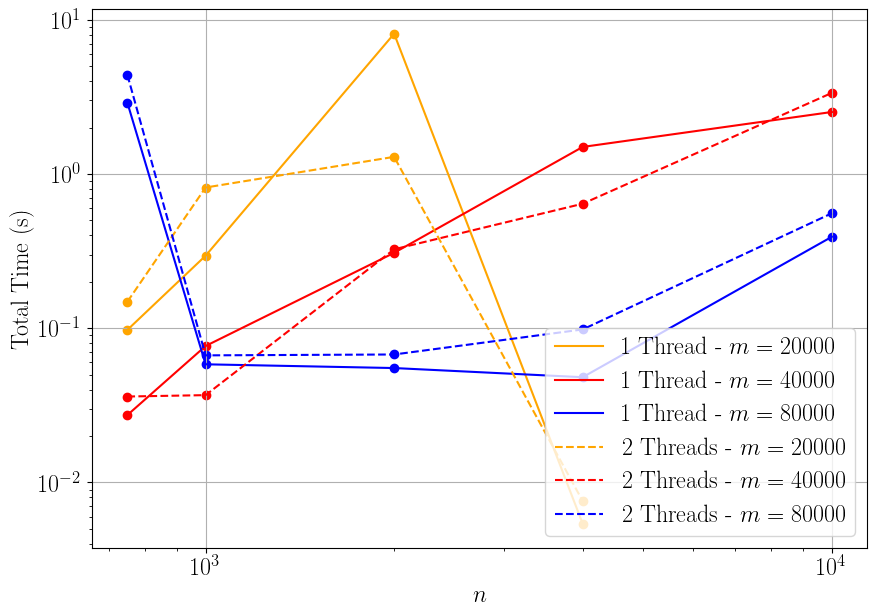 Total Time (s)
10^1
10^0
10^{-1}
10^{-2}
1 Thread - m = 20000
1 Thread - m = 40000
1 Thread - m = 80000
2 Threads - m = 20000
2 Threads - m = 40000
2 Threads - m = 80000
10^3
10^4
n